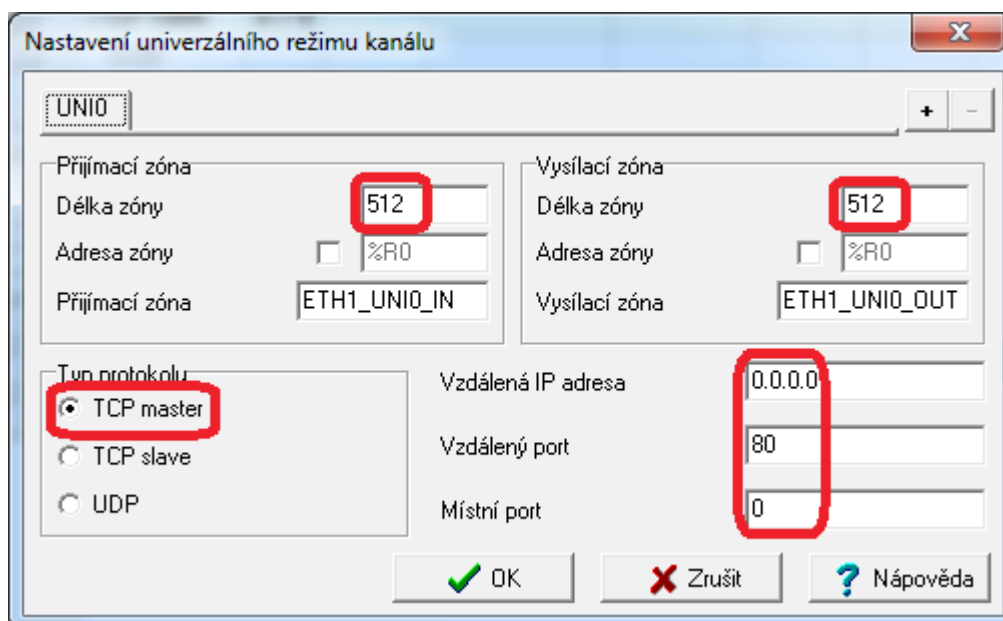 Nastavení univerzálního režimu kanálu
UNI0
+ -
Přijímací zóna
Délka zóny 512
Adresa zóny %R0
Přijímací zóna ETH1_UNI0_IN
Vysílací zóna
Délka zóny 512
Adresa zóny %R0
Vysílací zóna ETH1_UNI0_OUT
Typ protokolu
TCP master
TCP slave
UDP
Vzdálená IP adresa 0.0.0.0
Vzdálený port 80
Místní port 0
OK
Zrušit
? Nápověda